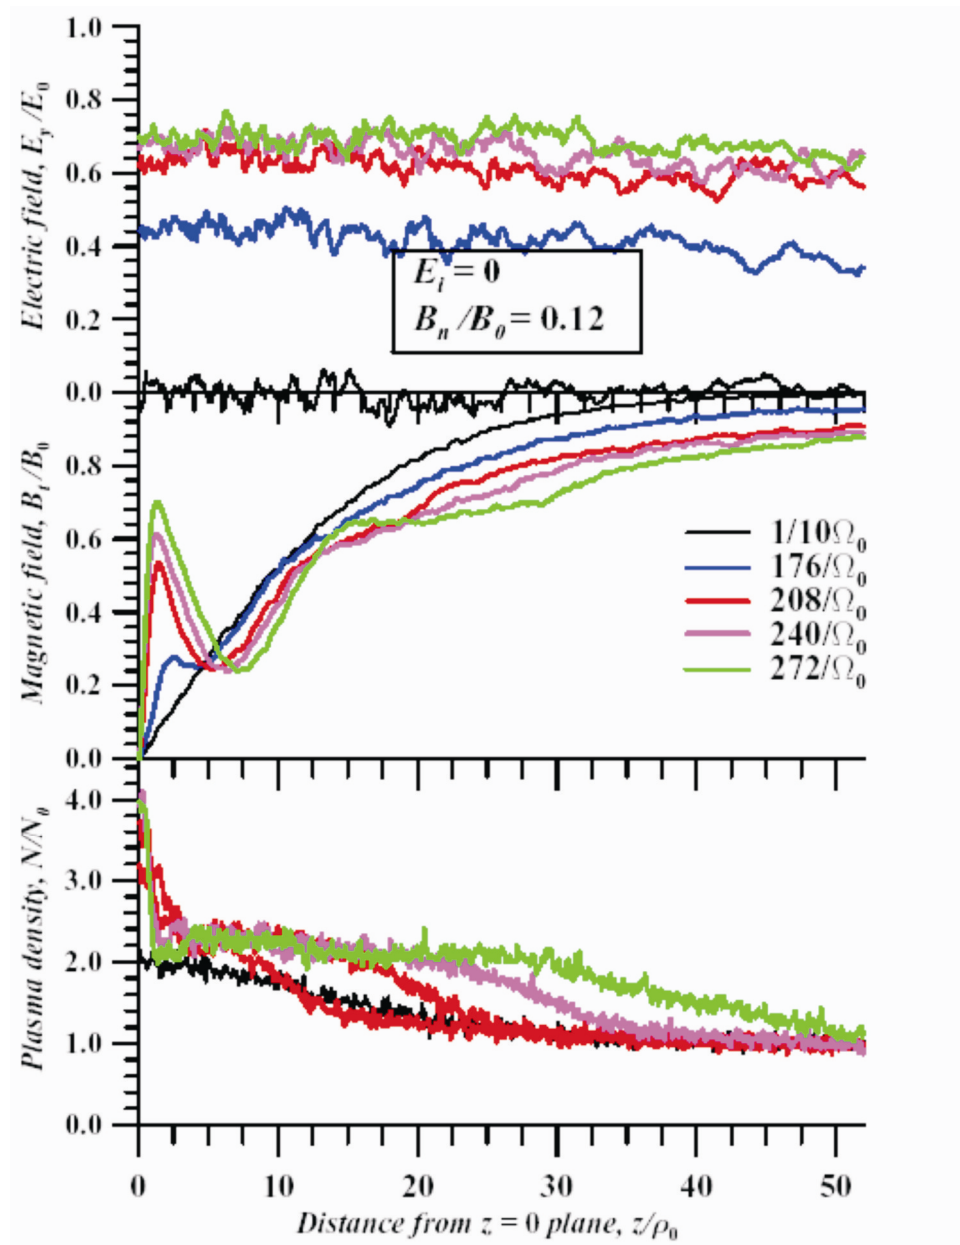 Electric field, E_y/E_0
1.0
0.8
0.6
0.4
0.2
0.0
E_i = 0
B_n/B_0 = 0.12
Magnetic field, B_t/B_0
0.8
0.6
0.4
0.2
0.0
1/10Ω_0
176/Ω_0
208/Ω_0
240/Ω_0
272/Ω_0
Plasma density, N/N_0
4.0
3.0
2.0
1.0
0.0
0 10 20 30 40 50
Distance from z = 0 plane, z/ρ_0